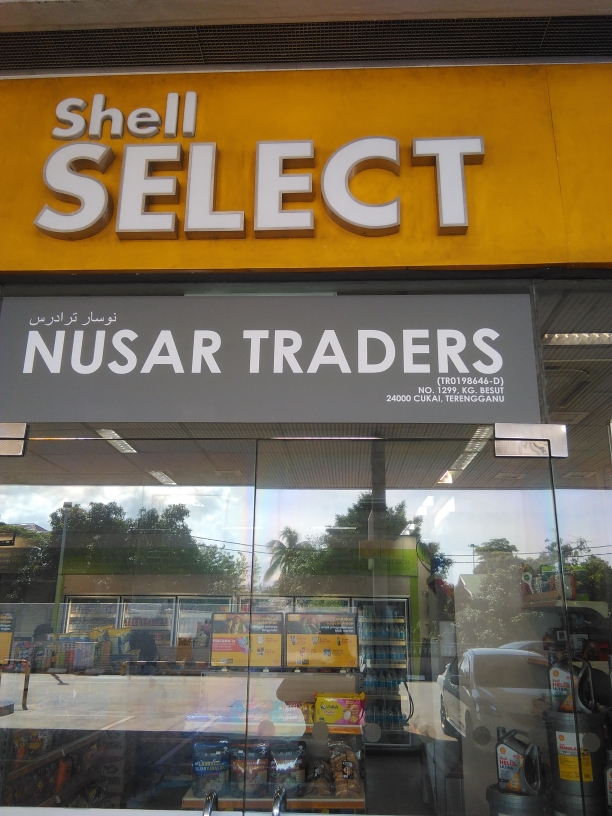 Shell
SELECT
نوسار ترادرس
NUSAR TRADERS
(TR0198646-D)
NO. 1299, KG. BESUT
24000 CUKAI, TERENGGANU